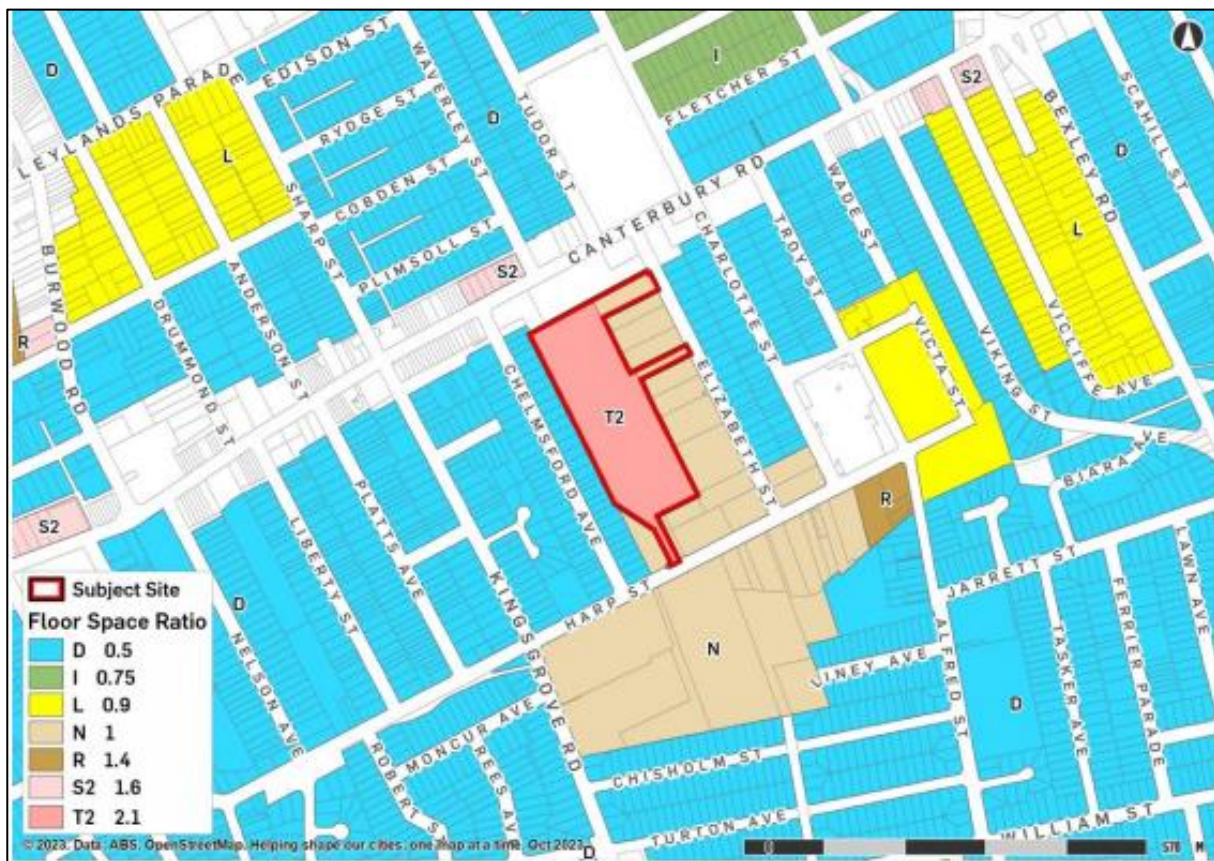 EDISON ST
WAVERLEY ST
LEYLANDS PARADE
RYDGE ST
TUDOR ST
FLETCHER ST
I
S2
SCAHILL ST
BEXLEY RD
D
D
D
L
COBDEN ST
SHARP ST
PLIMSOLL ST
CANTERBURY RD
WADE ST
TROY ST
CHARLOTTE ST
L
BURWOOD RD
DRUMMOND ST
ANDERSON ST
S2
R
VICTA ST
VIKING ST
VICLIFFE AVE
AVE
BIARA AVE
CHELMSFORD AVE
T2
ELIZABETH ST
S2
PLATTS AVE
LIBERTY ST
R
D
NELSON AVE
KINGSGROVE RD
HARP ST
N
JARRETT ST
LAWN AVE
FERRIER PARADE
TASKER AVE
ALFRED ST
D
VINEY AVE
MONCUR AVE
REES AVE
ROBERT ST
CHISHOLM ST
TURTON AVE
WILLIAM ST
D
Subject Site
Floor Space Ratio
D 0.5
I 0.75
L 0.9
N 1
R 1.4
S2 1.6
T2 2.1
© 2023. Data: ABS, OpenStreetMap. Helping shape our cities, one map at a time, Oct 2023
0
578 M